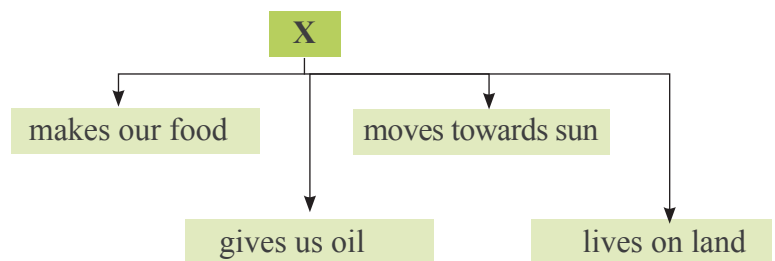 X
makes our food
moves towards sun
gives us oil
lives on land